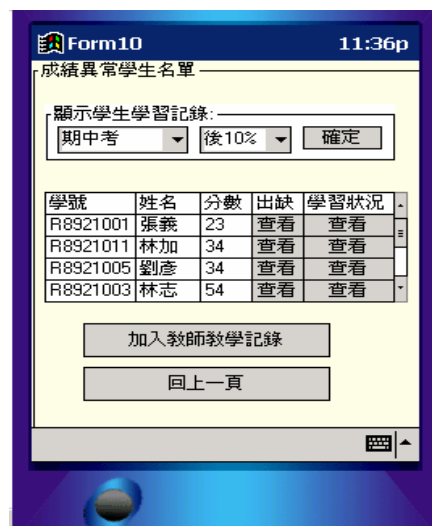 Form10 11:36p
成績異常學生名單
顯示學生學習記錄:
期中考 後10% 確定
學號 姓名 分數 出缺 學習狀況
R8921001 張義 23 查看 查看
R8921011 林加 34 查看 查看
R8921005 劉彥 34 查看 查看
R8921003 林志 54 查看 查看
加入教師教學記錄
回上一頁